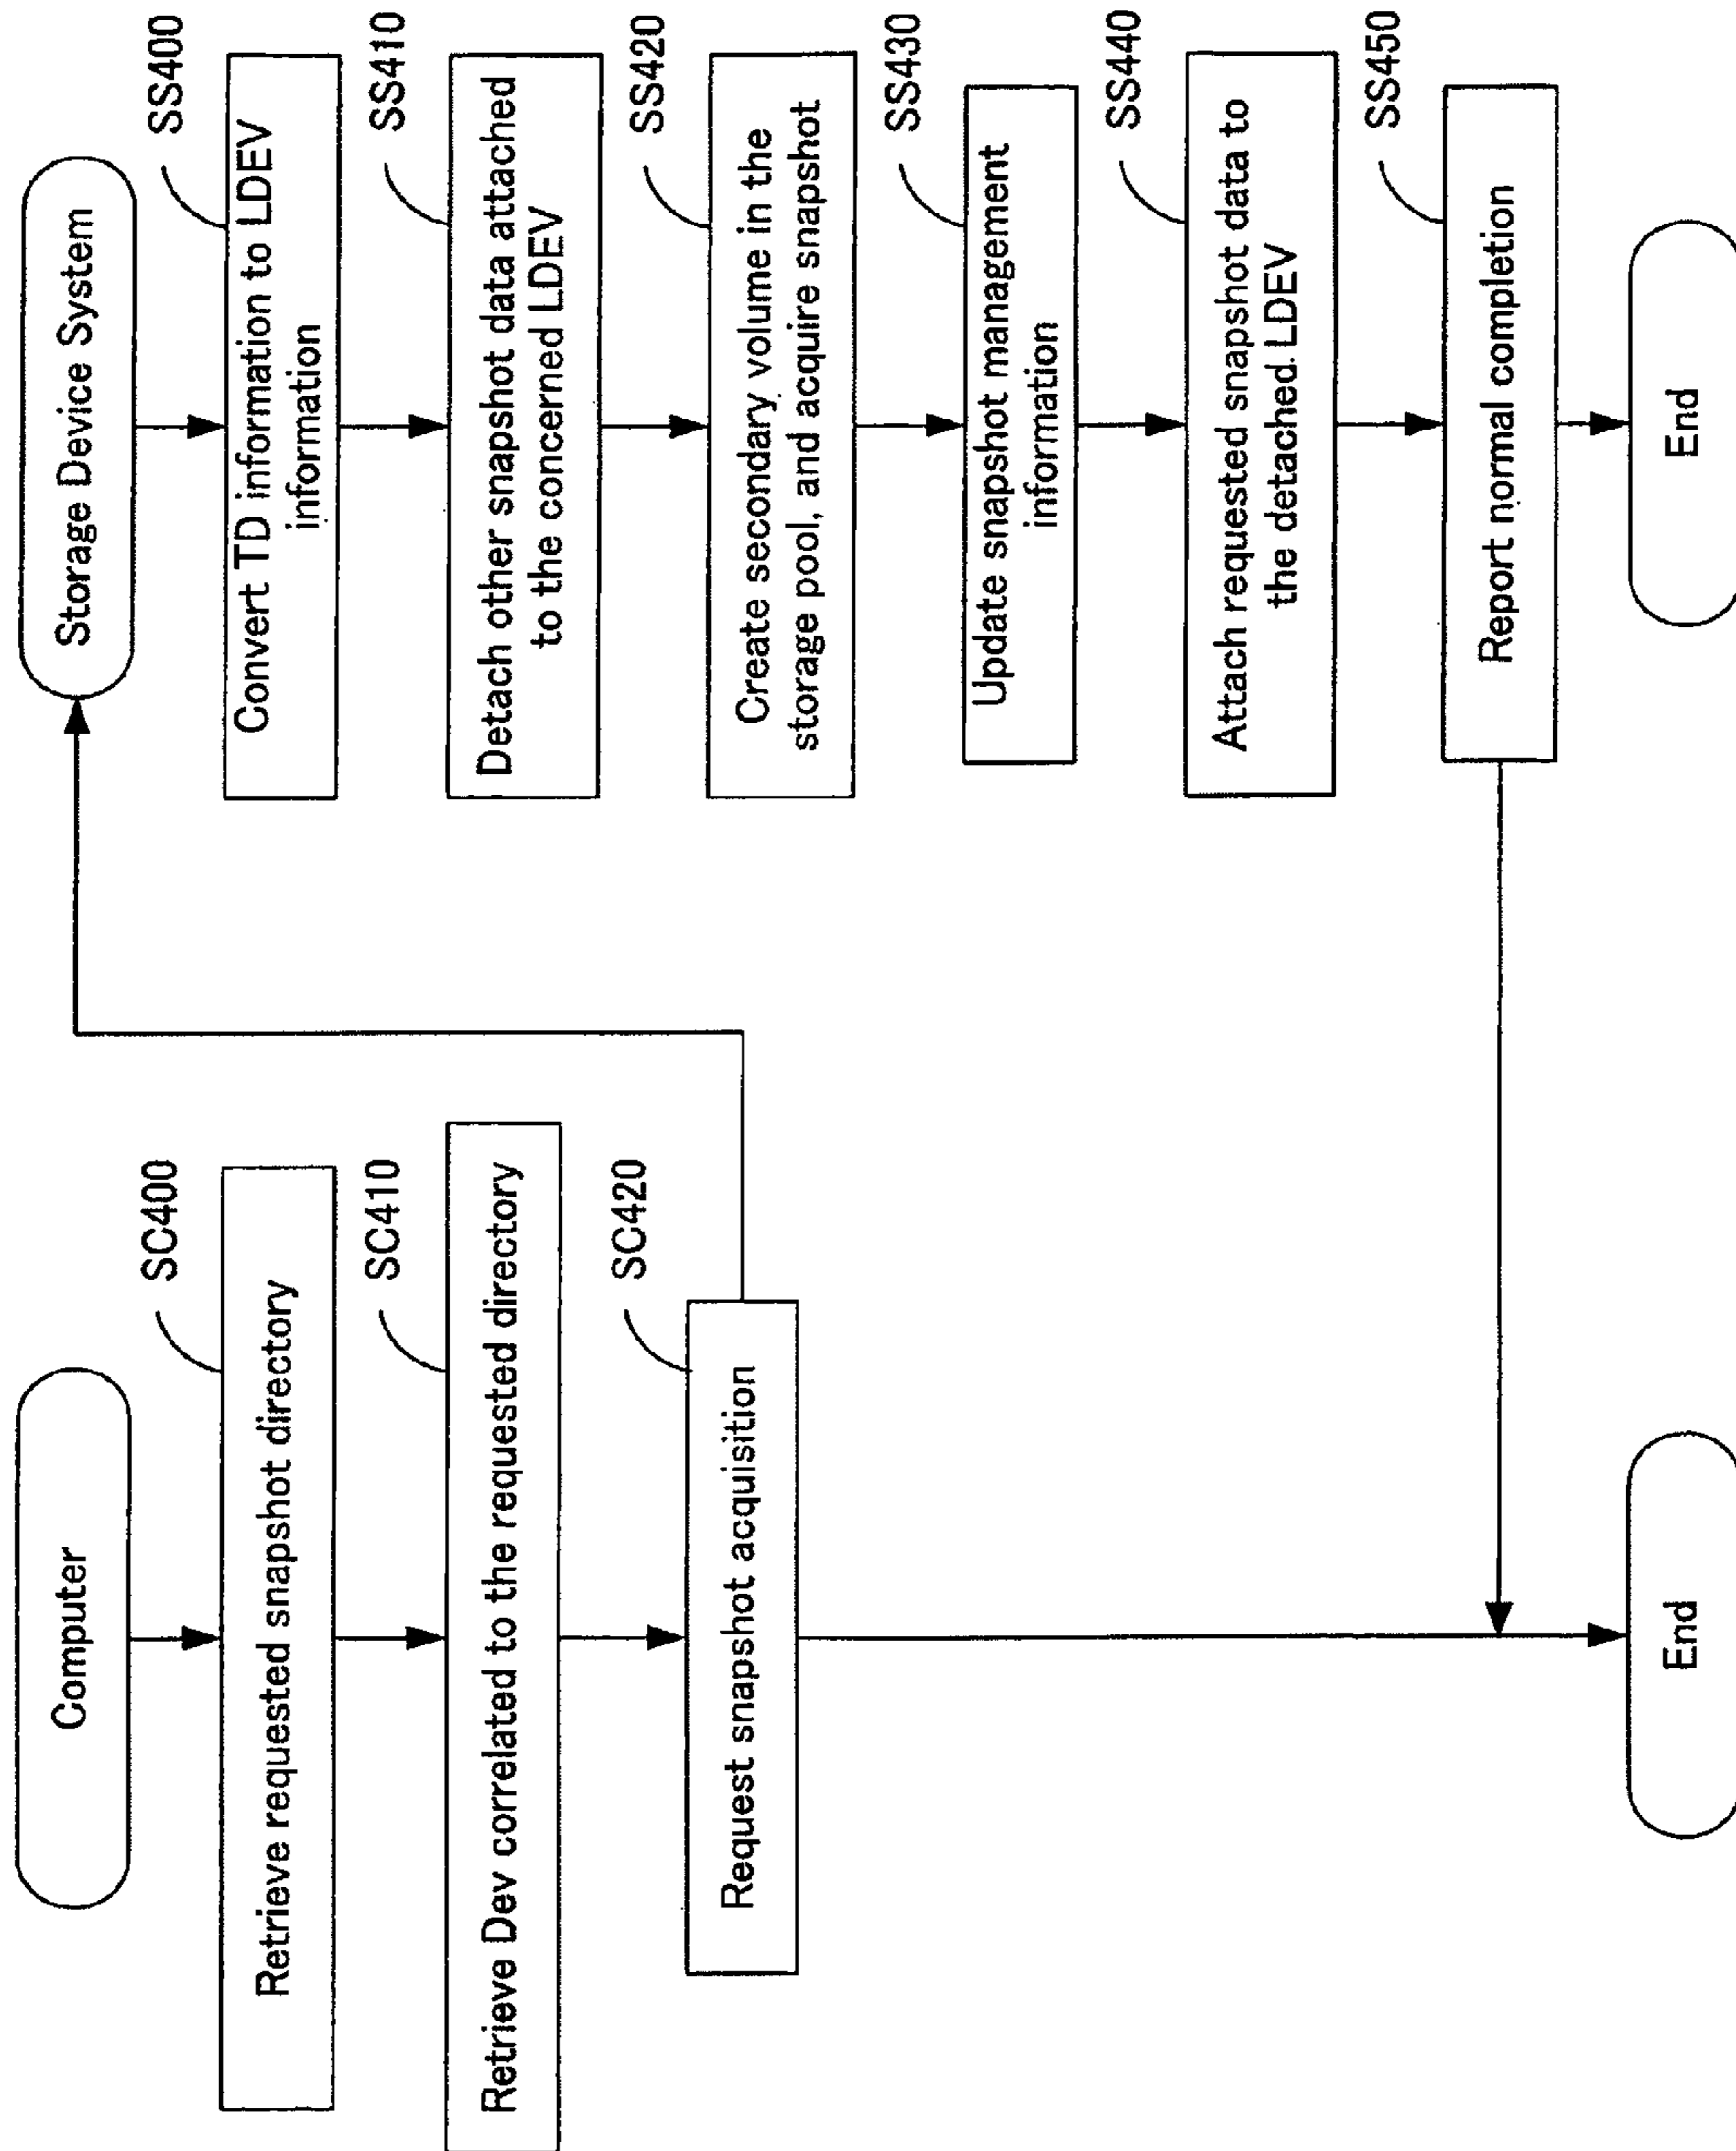 Computer
SC400
Retrieve requested snapshot directory
SC410
Retrieve Dev correlated to the requested directory
SC420
Request snapshot acquisition
End
Storage Device System
SS400
Convert TD information to LDEV
information
SS410
Detach other snapshot data attached
to the concerned LDEV
SS420
Create secondary volume in the
storage pool, and acquire snapshot
SS430
Update snapshot management
information
SS440
Attach requested snapshot data to
the detached LDEV
SS450
Report normal completion
End